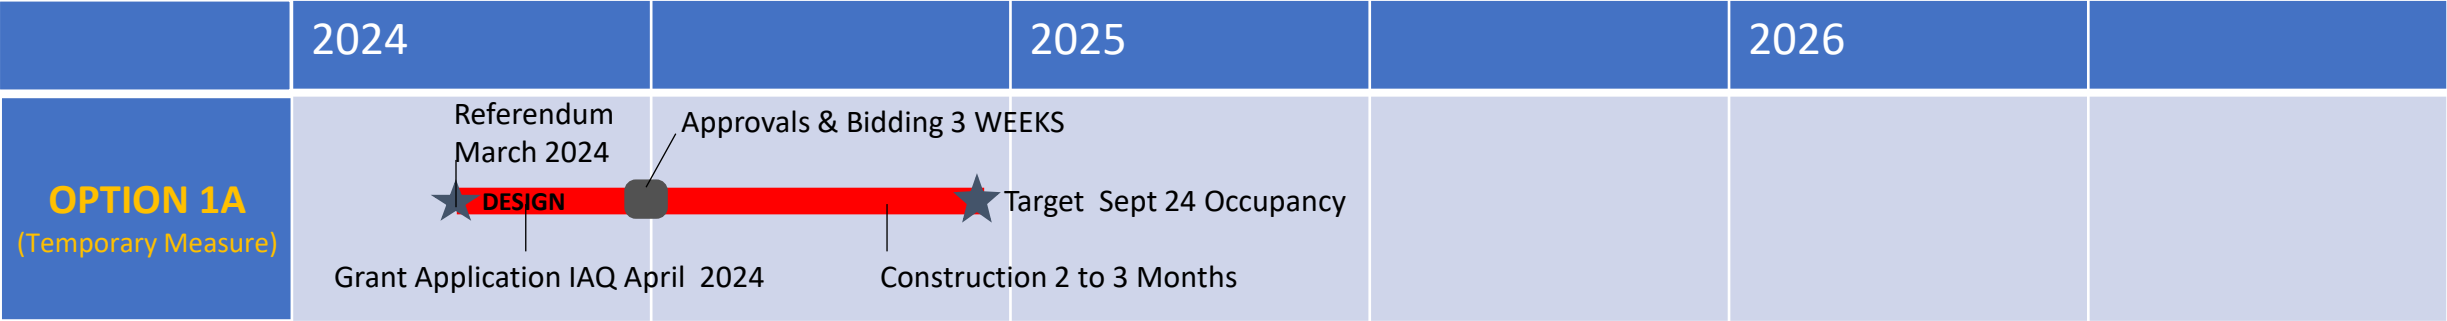 2024
2025
2026
OPTION 1A
(Temporary Measure)
Referendum
March 2024
Approvals & Bidding 3 WEEKS
DESIGN
Target  Sept 24 Occupancy
Grant Application IAQ April  2024
Construction 2 to 3 Months